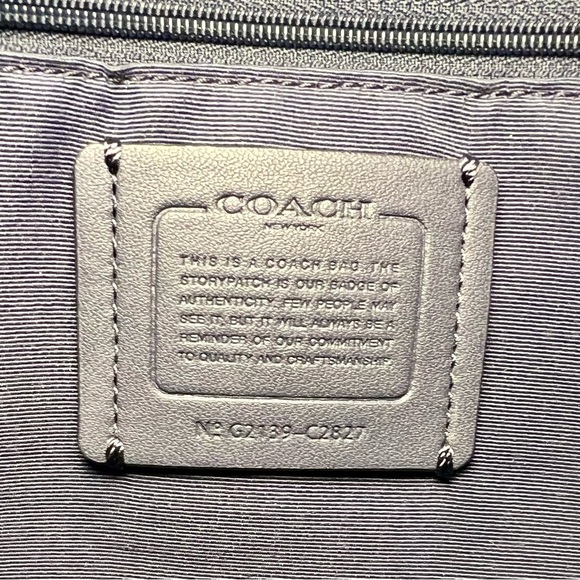 COACH
NEW YORK
THIS IS A COACH BAG. THE
STORYPATCH IS OUR BADGE OF
AUTHENTICITY. FEW PEOPLE MAY
SEE IT, BUT IT WILL ALWAYS BE A
REMINDER OF OUR COMMITMENT
TO QUALITY AND CRAFTSMANSHIP.
Nº G2139-C2827